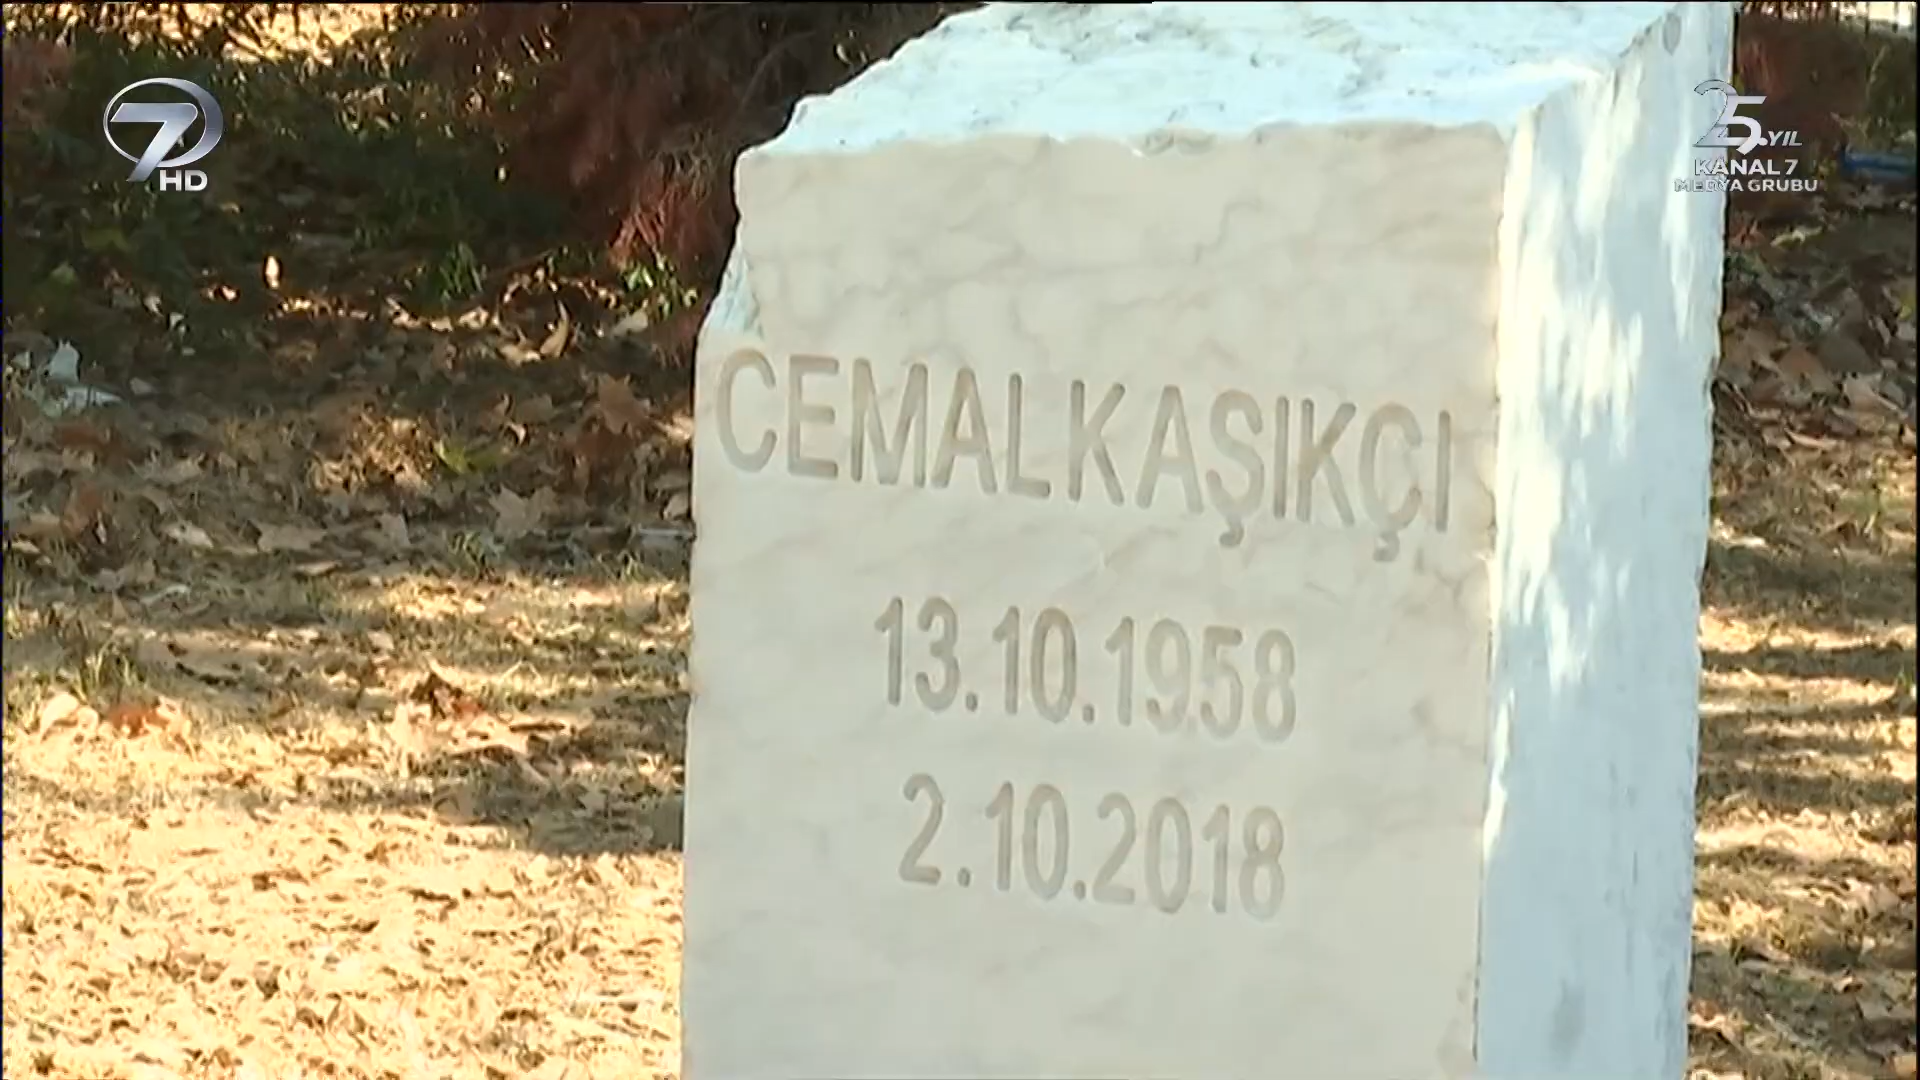 7
HD
25.YIL
KANAL 7
MEDYA GRUBU
CEMAL KAŞIKÇI
13.10.1958
2.10.2018